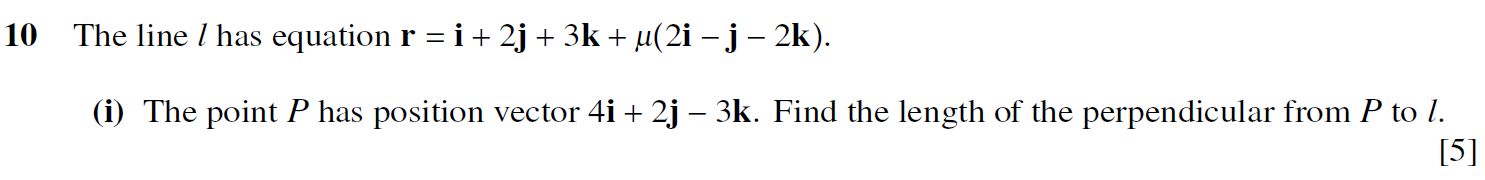 10 The line l has equation r = i + 2j + 3k + μ(2i − j − 2k).
(i) The point P has position vector 4i + 2j − 3k. Find the length of the perpendicular from P to l.
[5]